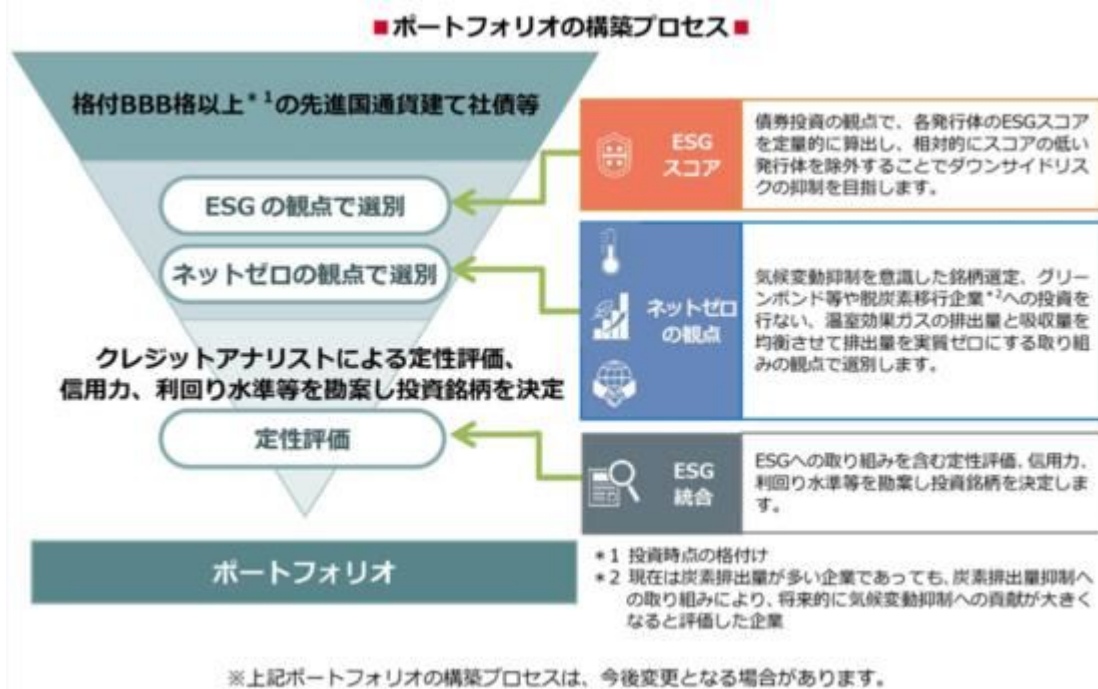 ■ポートフォリオの構築プロセス■
格付BBB格以上*1の先進国通貨建て社債等
ESG の観点で選別
ネットゼロの観点で選別
クレジットアナリストによる定性評価、
信用力、利回り水準等を勘案し投資銘柄を決定
定性評価
ポートフォリオ
ESG
スコア
債券投資の観点で、各発行体のESGスコア
を定量的に算出し、相対的にスコアの低い
発行体を除外することでダウンサイドリス
クの抑制を目指します。
ネットゼロ
の観点
気候変動抑制を意識した銘柄選定、グリー
ンボンド等や脱炭素移行企業*2への投資を
行ない、温室効果ガスの排出量と吸収量を
均衡させて排出量を実質ゼロにする取り組
みの観点で選別します。
ESG
統合
ESGへの取り組みを含む定性評価、信用力、
利回り水準等を勘案し投資銘柄を決定しま
す。
*1 投資時点の格付け
*2 現在は炭素排出量が多い企業であっても、炭素排出量抑制へ
の取り組みにより、将来的に気候変動抑制への貢献が大きく
なると評価した企業
※上記ポートフォリオの構築プロセスは、今後変更となる場合があります。